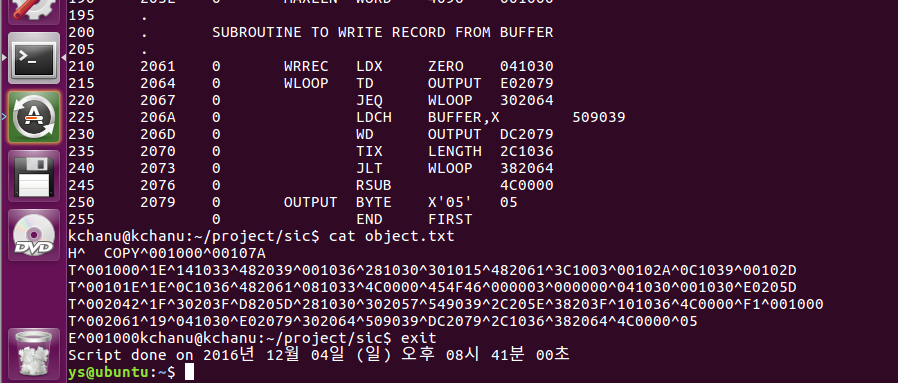 195 .
200 . SUBROUTINE TO WRITE RECORD FROM BUFFER
205 .
210 2061 0 WRREC LDX ZERO 041030
215 2064 0 WLOOP TD OUTPUT E02079
220 2067 0 JEQ WLOOP 302064
225 206A 0 LDCH BUFFER,X 509039
230 206D 0 WD OUTPUT DC2079
235 2070 0 TIX LENGTH 2C1036
240 2073 0 JLT WLOOP 382064
245 2076 0 RSUB 4C0000
250 2079 0 OUTPUT BYTE X'05' 05
255 0 END FIRST
kchanu@kchanu:~/project/sic$ cat object.txt
H^ COPY^001000^00107A
T^001000^1E^141033^482039^001036^281030^301015^482061^3C1003^00102A^0C1039^00102D
T^00101E^1E^0C1036^482061^081033^4C0000^454F46^000003^000000^041030^001030^E0205D
T^002042^1F^30203F^D8205D^281030^302057^549039^2C205E^38203F^101036^4C0000^F1^001000
T^002061^19^041030^E02079^302064^509039^DC2079^2C1036^382064^4C0000^05
E^001000kchanu@kchanu:~/project/sic$ exit
Script done on 2016년 12월 04일 (일) 오후 08시 41분 00초
ys@ubuntu:~$
DVD